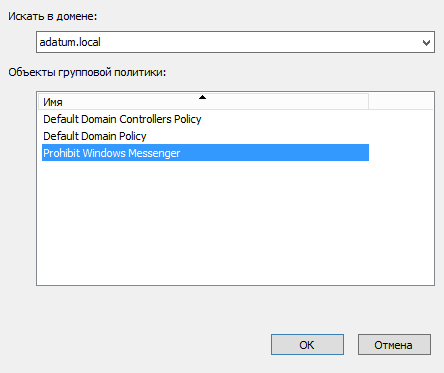 Искать в домене:
adatum.local
Объекты групповой политики:
Имя
Default Domain Controllers Policy
Default Domain Policy
Prohibit Windows Messenger
ОК
Отмена